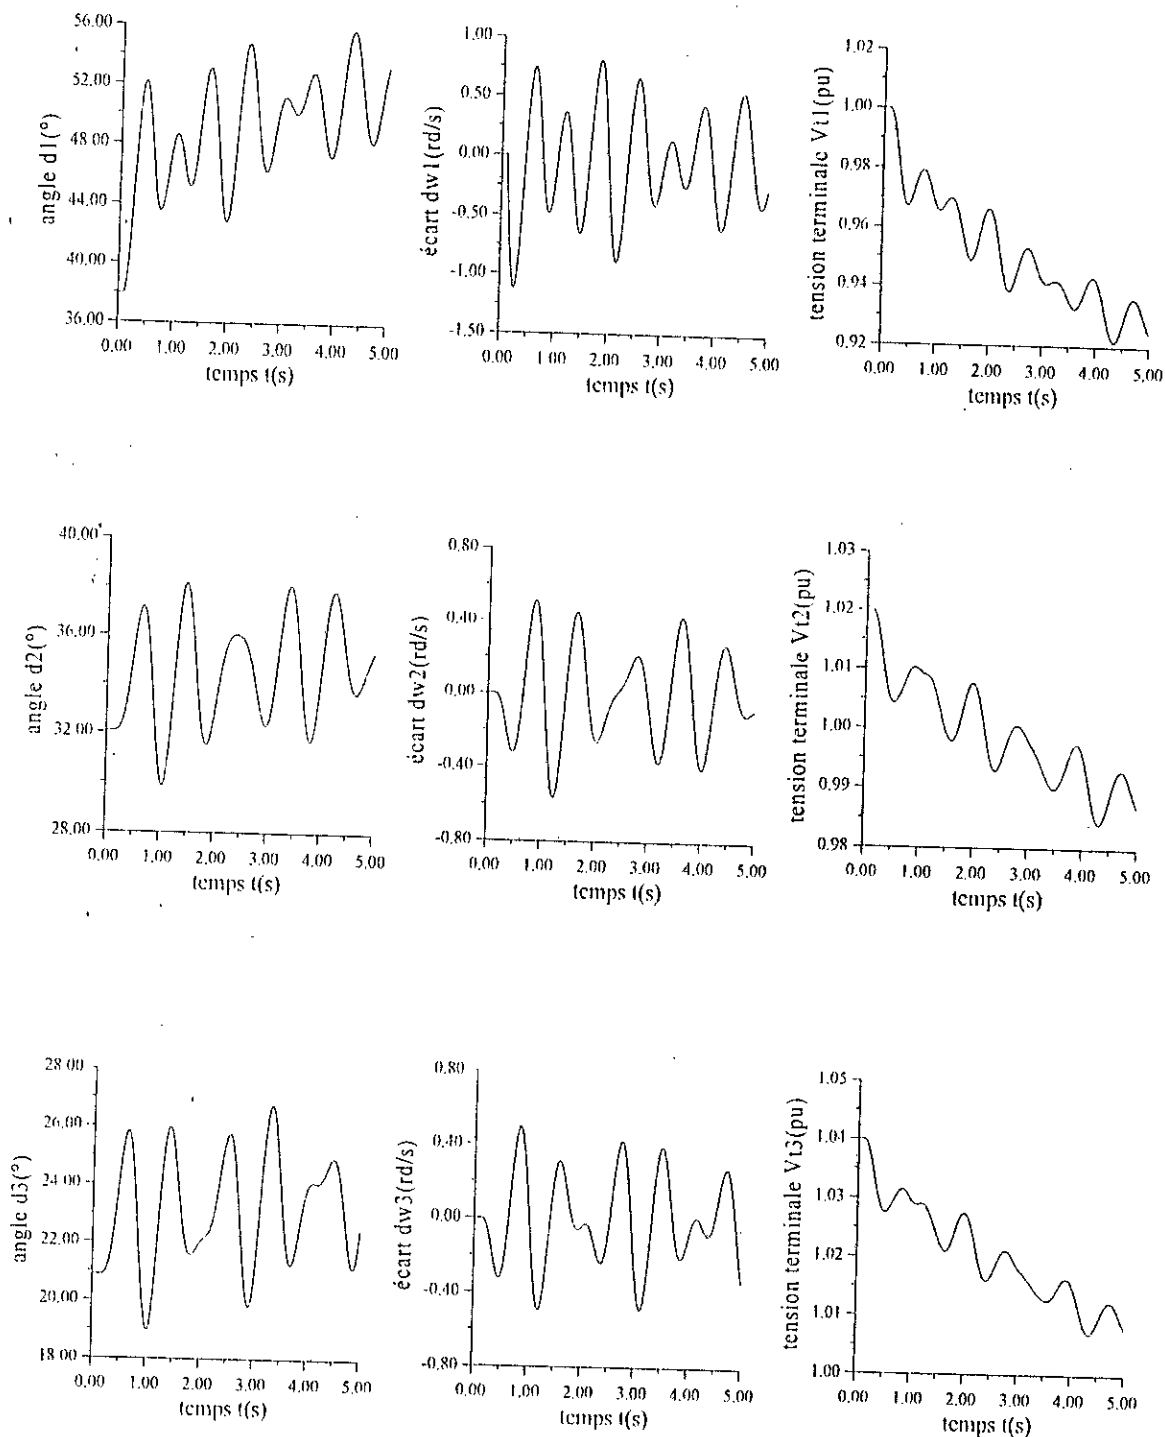 angle d1(°)
56.00
52.00
48.00
44.00
40.00
36.00
0.00 1.00 2.00 3.00 4.00 5.00
temps t(s)
écart dw1(rd/s)
1.00
0.50
0.00
-0.50
-1.00
-1.50
0.00 1.00 2.00 3.00 4.00 5.00
temps t(s)
tension terminale Vt1(pu)
1.02
1.00
0.98
0.96
0.94
0.92
0.00 1.00 2.00 3.00 4.00 5.00
temps t(s)
angle d2(°)
40.00
36.00
32.00
28.00
0.00 1.00 2.00 3.00 4.00 5.00
temps t(s)
écart dw2(rd/s)
0.80
0.40
0.00
-0.40
-0.80
0.00 1.00 2.00 3.00 4.00 5.00
temps t(s)
tension terminale Vt2(pu)
1.03
1.02
1.01
1.00
0.99
0.98
0.00 1.00 2.00 3.00 4.00 5.00
temps t(s)
angle d3(°)
28.00
26.00
24.00
22.00
20.00
18.00
0.00 1.00 2.00 3.00 4.00 5.00
temps t(s)
écart dw3(rd/s)
0.80
0.40
0.00
-0.40
-0.80
0.00 1.00 2.00 3.00 4.00 5.00
temps t(s)
tension terminale Vt3(pu)
1.05
1.04
1.03
1.02
1.01
1.00
0.00 1.00 2.00 3.00 4.00 5.00
temps t(s)